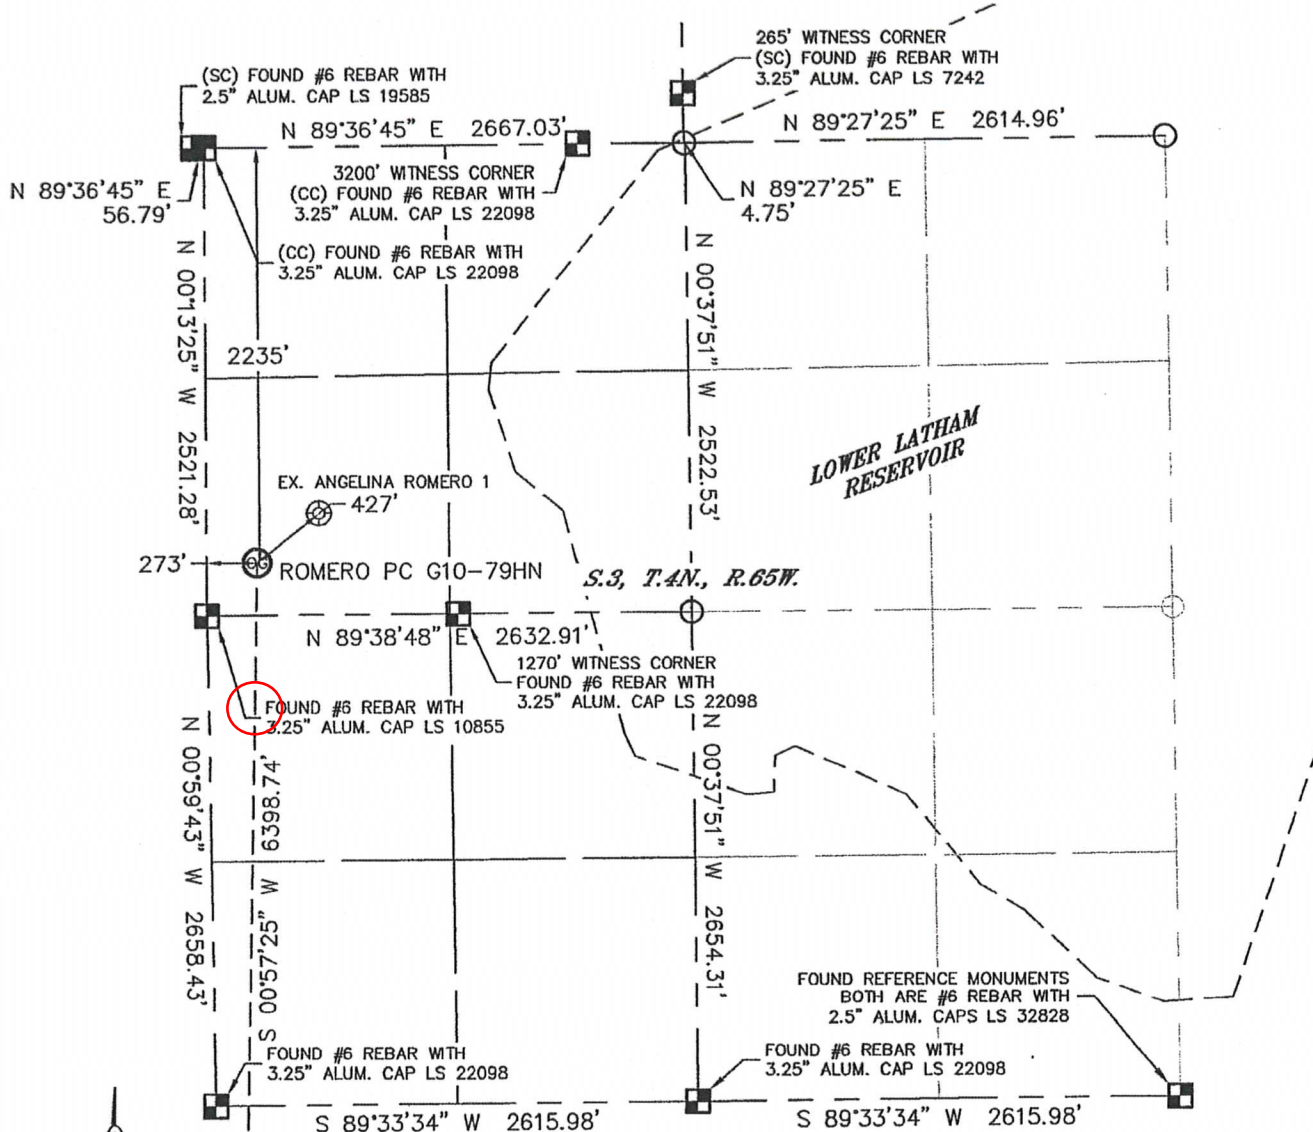 265' WITNESS CORNER
(SC) FOUND #6 REBAR WITH
3.25" ALUM. CAP LS 7242
(SC) FOUND #6 REBAR WITH
2.5" ALUM. CAP LS 19585
N 89°36'45" E 2667.03'
N 89°27'25" E 2614.96'
3200' WITNESS CORNER
(CC) FOUND #6 REBAR WITH
3.25" ALUM. CAP LS 22098
N 89°36'45" E
56.79'
N 89°27'25" E
4.75'
(CC) FOUND #6 REBAR WITH
3.25" ALUM. CAP LS 22098
N 00°13'25" W 2521.28'
N 00°37'51" W 2522.53'
2235'
LOWER LATHAM
RESERVOIR
EX. ANGELINA ROMERO 1
427'
273'
OG
ROMERO PC G10-79HN
S.3, T.4N., R.65W.
N 89°38'48" E 2632.91'
1270' WITNESS CORNER
FOUND #6 REBAR WITH
3.25" ALUM. CAP LS 22098
FOUND #6 REBAR WITH
3.25" ALUM. CAP LS 10855
N 00°59'43" W 2658.43'
S 00°57'25" W 6398.74'
N 00°37'51" W 2654.31'
FOUND REFERENCE MONUMENTS
BOTH ARE #6 REBAR WITH
2.5" ALUM. CAPS LS 32828
FOUND #6 REBAR WITH
3.25" ALUM. CAP LS 22098
FOUND #6 REBAR WITH
3.25" ALUM. CAP LS 22098
S 89°33'34" W 2615.98'
S 89°33'34" W 2615.98'